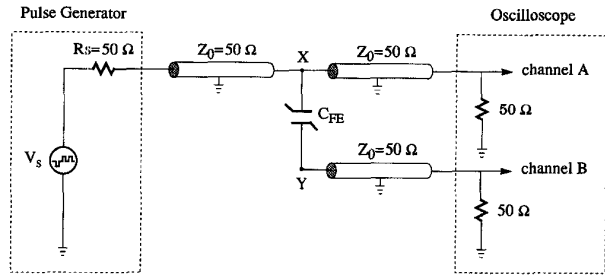 Pulse Generator
Oscilloscope
RS=50 Ω
Z0=50 Ω
X
Z0=50 Ω
channel A
50 Ω
CFE
VS
Z0=50 Ω
Y
channel B
50 Ω